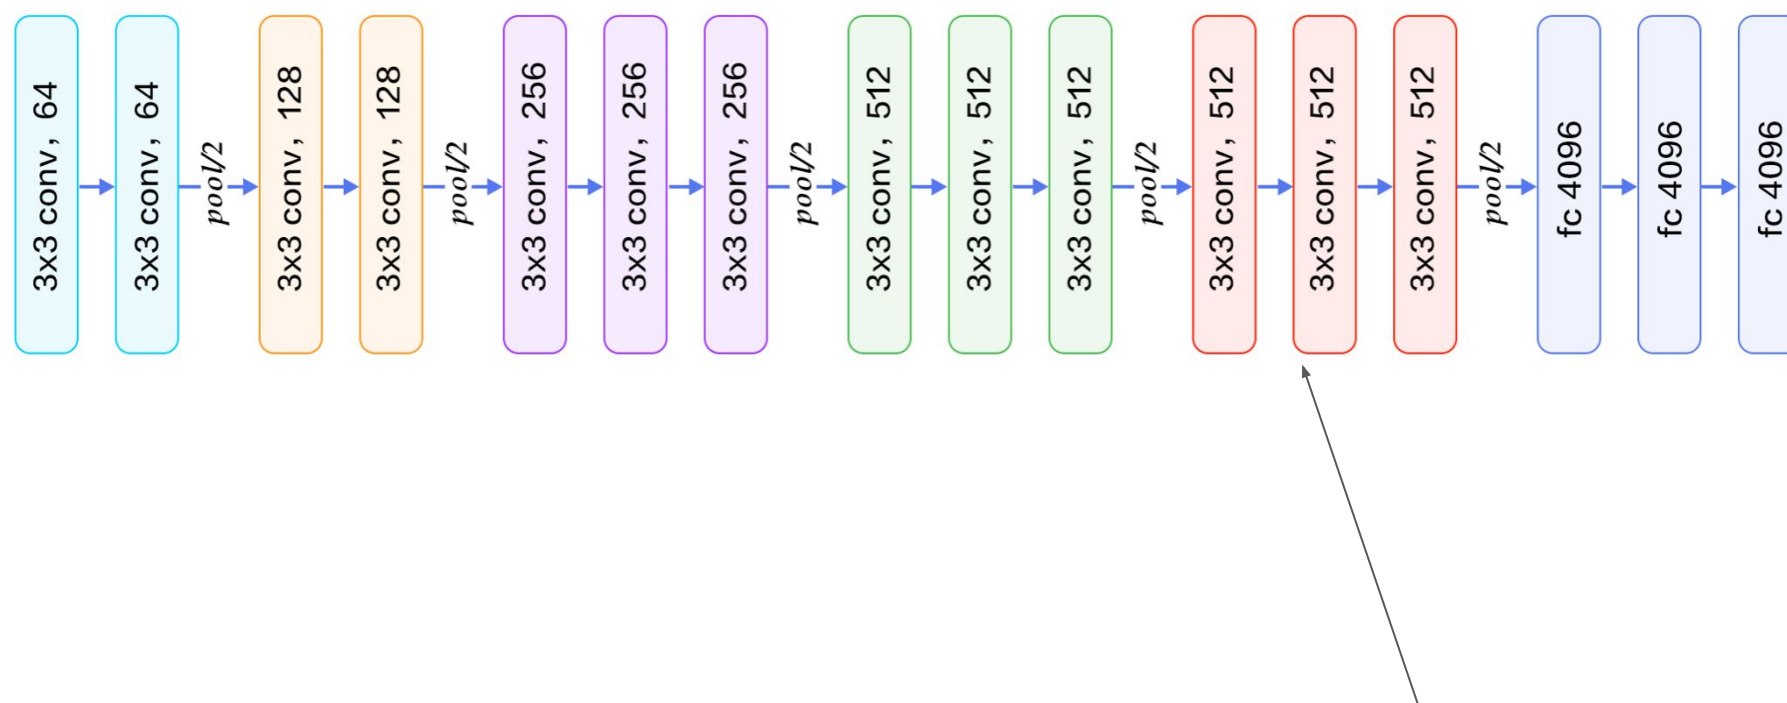 3x3 conv, 64
3x3 conv, 64
pool/2
3x3 conv, 128
3x3 conv, 128
pool/2
3x3 conv, 256
3x3 conv, 256
3x3 conv, 256
pool/2
3x3 conv, 512
3x3 conv, 512
3x3 conv, 512
pool/2
3x3 conv, 512
3x3 conv, 512
3x3 conv, 512
pool/2
fc 4096
fc 4096
fc 4096